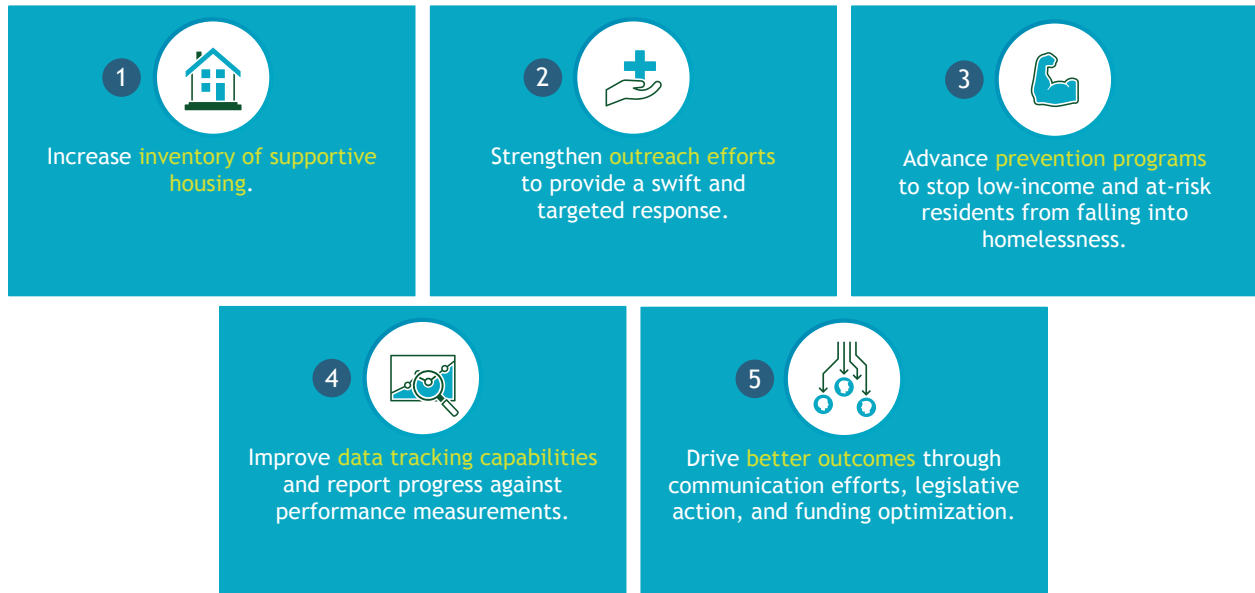 1
Increase inventory of supportive
housing.
2
Strengthen outreach efforts
to provide a swift and
targeted response.
3
Advance prevention programs
to stop low-income and at-risk
residents from falling into
homelessness.
4
Improve data tracking capabilities
and report progress against
performance measurements.
5
Drive better outcomes through
communication efforts, legislative
action, and funding optimization.